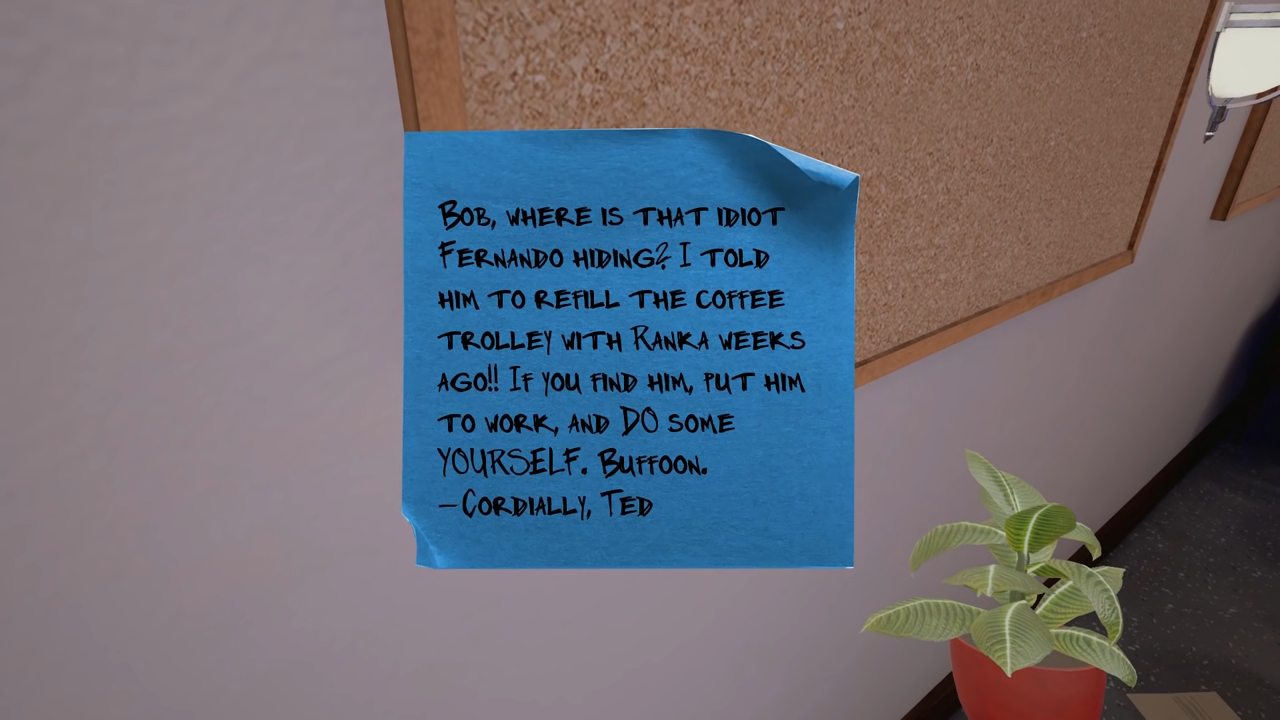 Bob, where is that idiot
Fernando hiding? I told
him to refill the coffee
trolley with Ranka weeks
ago!! If you find him, put him
to work, and DO some
YOURSELF. Buffoon.
–Cordially, Ted